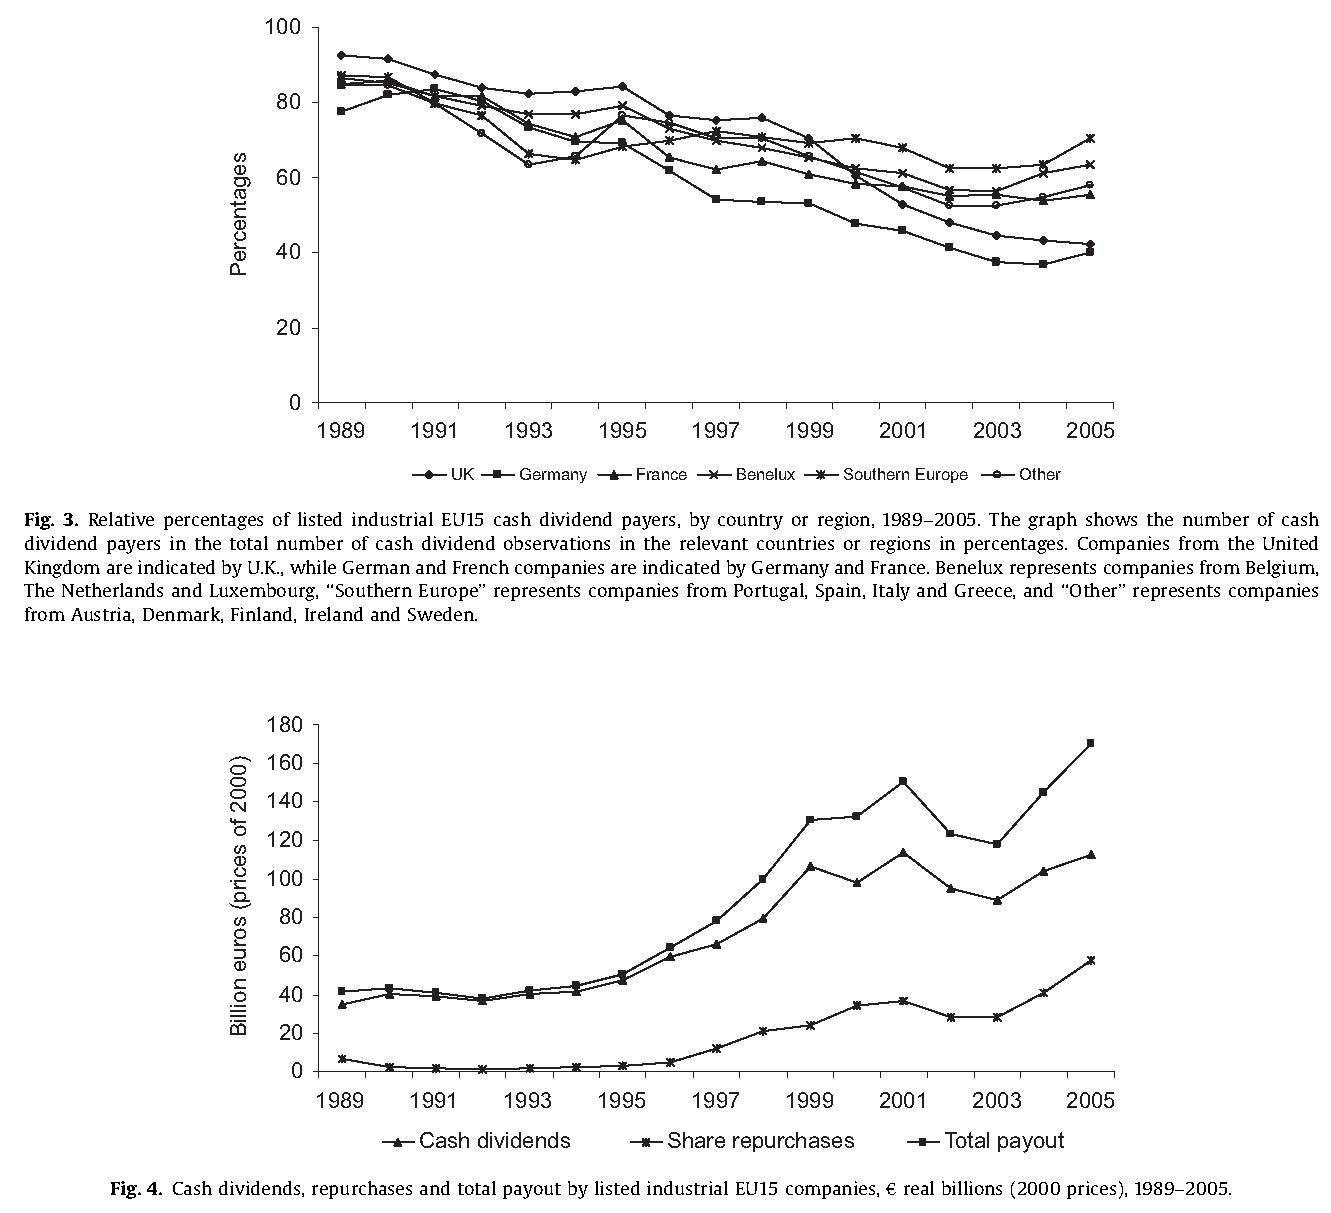 100
80
60
40
20
0
Percentages
1989 1991 1993 1995 1997 1999 2001 2003 2005
UK Germany France Benelux Southern Europe Other
Fig. 3. Relative percentages of listed industrial EU15 cash dividend payers, by country or region, 1989–2005. The graph shows the number of cash
dividend payers in the total number of cash dividend observations in the relevant countries or regions in percentages. Companies from the United
Kingdom are indicated by U.K., while German and French companies are indicated by Germany and France. Benelux represents companies from Belgium,
The Netherlands and Luxembourg, “Southern Europe” represents companies from Portugal, Spain, Italy and Greece, and “Other” represents companies
from Austria, Denmark, Finland, Ireland and Sweden.
180
160
140
120
100
80
60
40
20
0
Billion euros (prices of 2000)
1989 1991 1993 1995 1997 1999 2001 2003 2005
Cash dividends Share repurchases Total payout
Fig. 4. Cash dividends, repurchases and total payout by listed industrial EU15 companies, € real billions (2000 prices), 1989–2005.